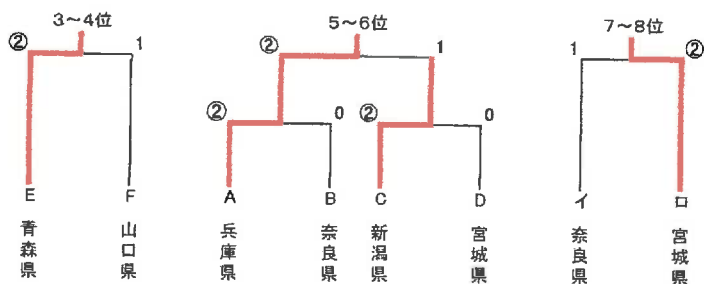 3～4位
② 1
E F
青森県 山口県
5～6位
② 1
② 0 ② 0
A B C D
兵庫県 奈良県 新潟県 宮城県
7～8位
1 ②
イ ロ
奈良県 宮城県